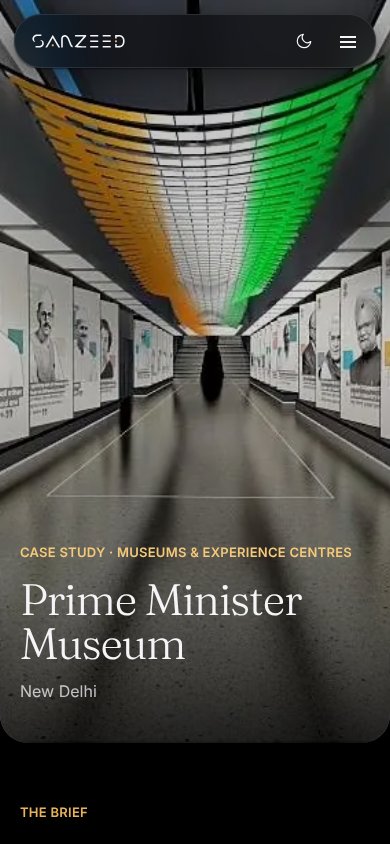 SANZEED
CASE STUDY · MUSEUMS & EXPERIENCE CENTRES
Prime Minister
Museum
New Delhi
THE BRIEF